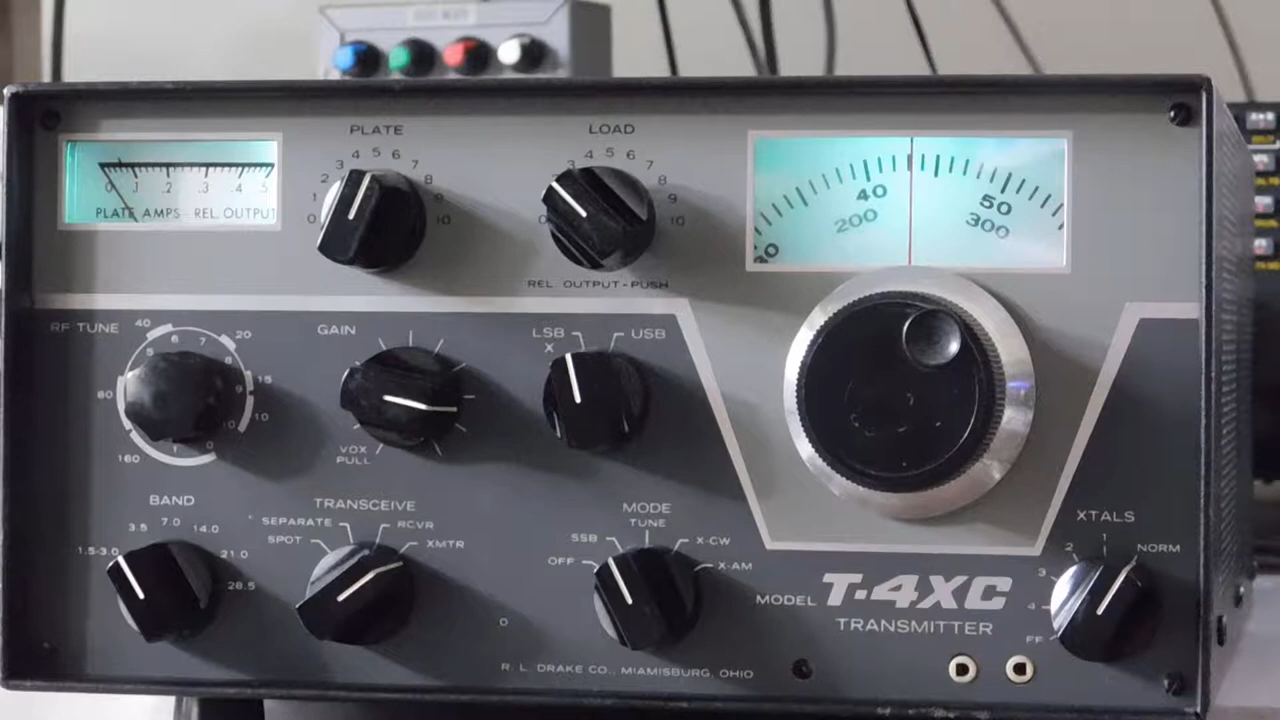 PLATE
3 4 5 6 7
2 8
1 9
0 10
LOAD
3 4 5 6 7
8
9
0 10
REL. OUTPUT - PUSH
0 .1 .2 .3 .4 .5
PLATE AMPS - REL. OUTPUT
40 50
200 300
RF TUNE
40 20
80 15
10
160
5 6 7 8
9
10
0
1
GAIN
VOX
PULL
LSB USB
X
BAND
3.5 7.0 14.0
1.5-3.0 21.0
28.5
TRANSCEIVE
SEPARATE RCVR
SPOT XMTR
MODE
TUNE
SSB X-CW
OFF X-AM
0
MODEL T-4XC
TRANSMITTER
R. L. DRAKE CO., MIAMISBURG, OHIO
XTALS
1
2 NORM
3
4
FF